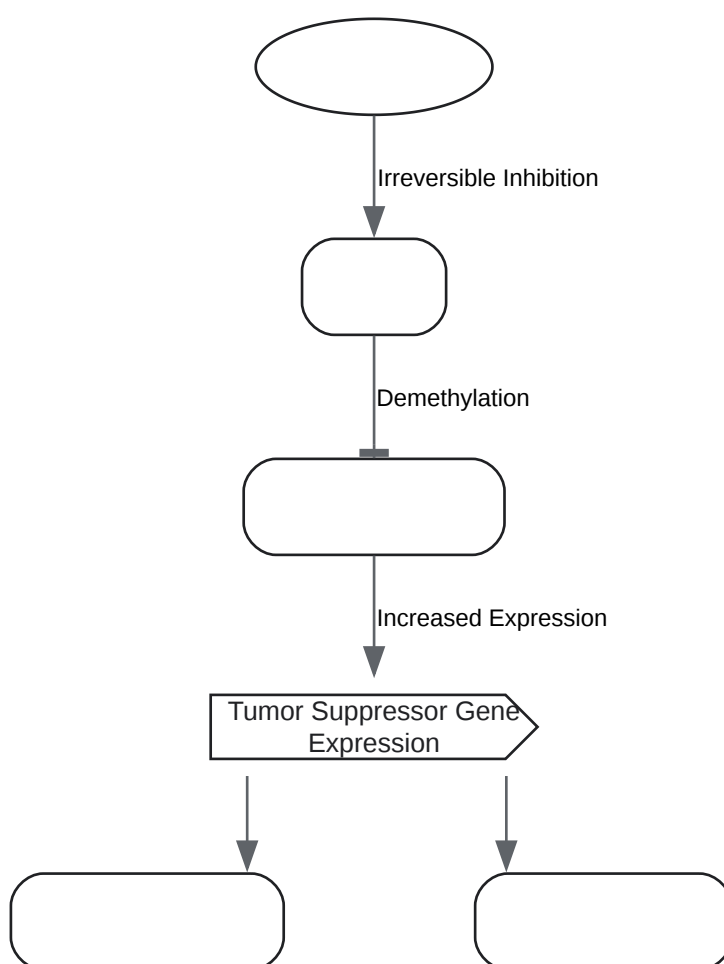 Irreversible Inhibition
Demethylation
Increased Expression
Tumor Suppressor Gene
Expression